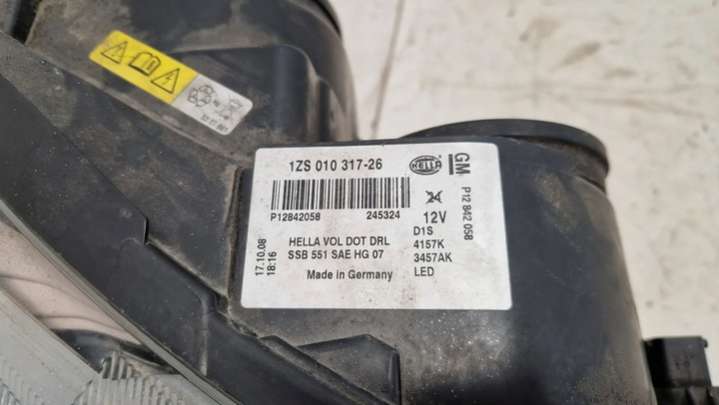 1ZS 010 317-26
HELLA
GM
P12 842 058
P12842058 245324
12V
HELLA VOL DOT DRL
SSB 551 SAE HG 07
D1S
4157K
3457AK
LED
17.10.08
18:16
Made in Germany